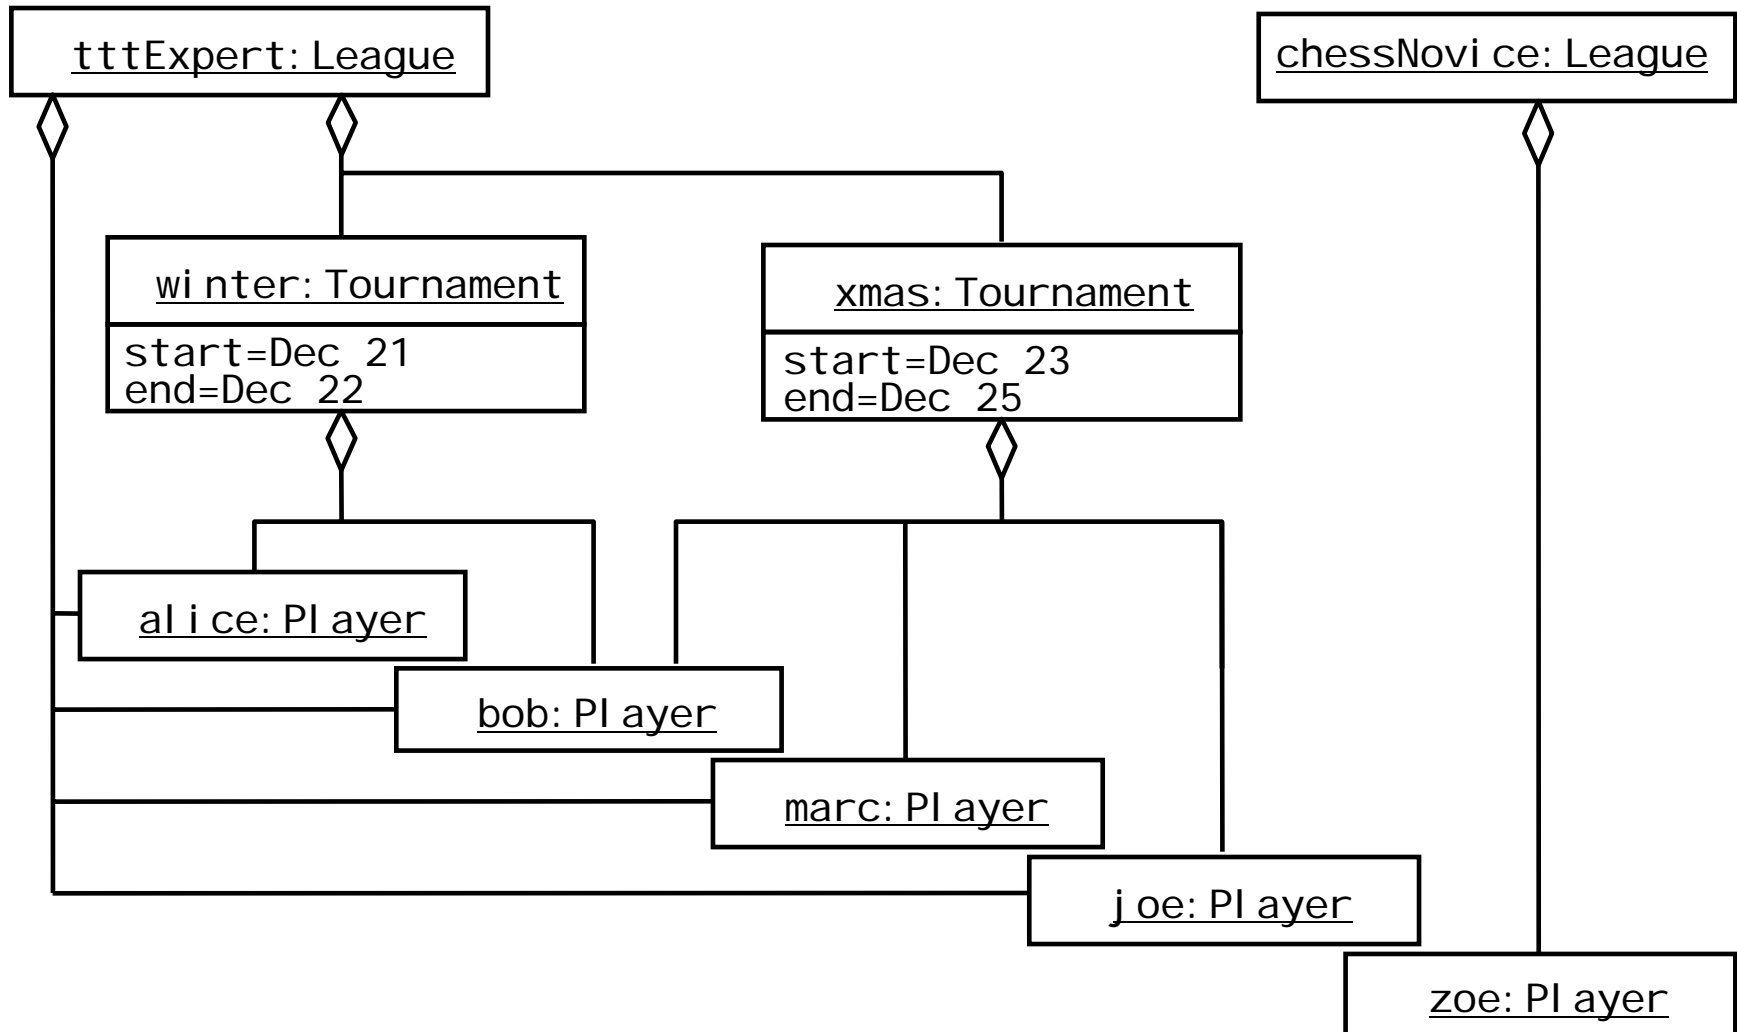 tttExpert:League
chessNovice:League
winter:Tournament
xmas:Tournament
start=Dec 21
end=Dec 22
start=Dec 23
end=Dec 25
alice:Player
bob:Player
marc:Player
joe:Player
zoe:Player